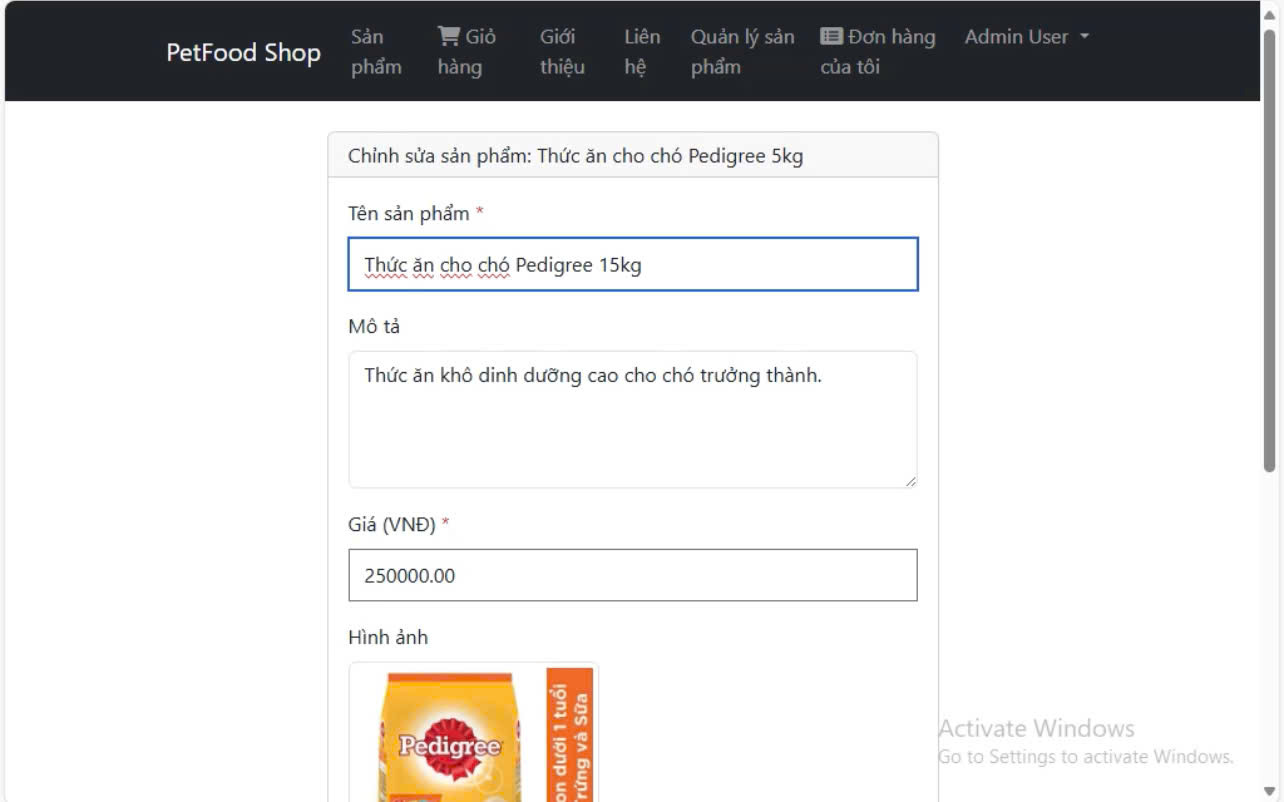 PetFood Shop
Sản phẩm
Giỏ hàng
Giới thiệu
Liên hệ
Quản lý sản phẩm
Đơn hàng của tôi
Admin User
Chỉnh sửa sản phẩm: Thức ăn cho chó Pedigree 5kg
Tên sản phẩm *
Thức ăn cho chó Pedigree 15kg
Mô tả
Thức ăn khô dinh dưỡng cao cho chó trưởng thành.
Giá (VNĐ) *
250000.00
Hình ảnh
Pedigree
on dưới 1 tuổi
Trứng và Sữa
Activate Windows
Go to Settings to activate Windows.